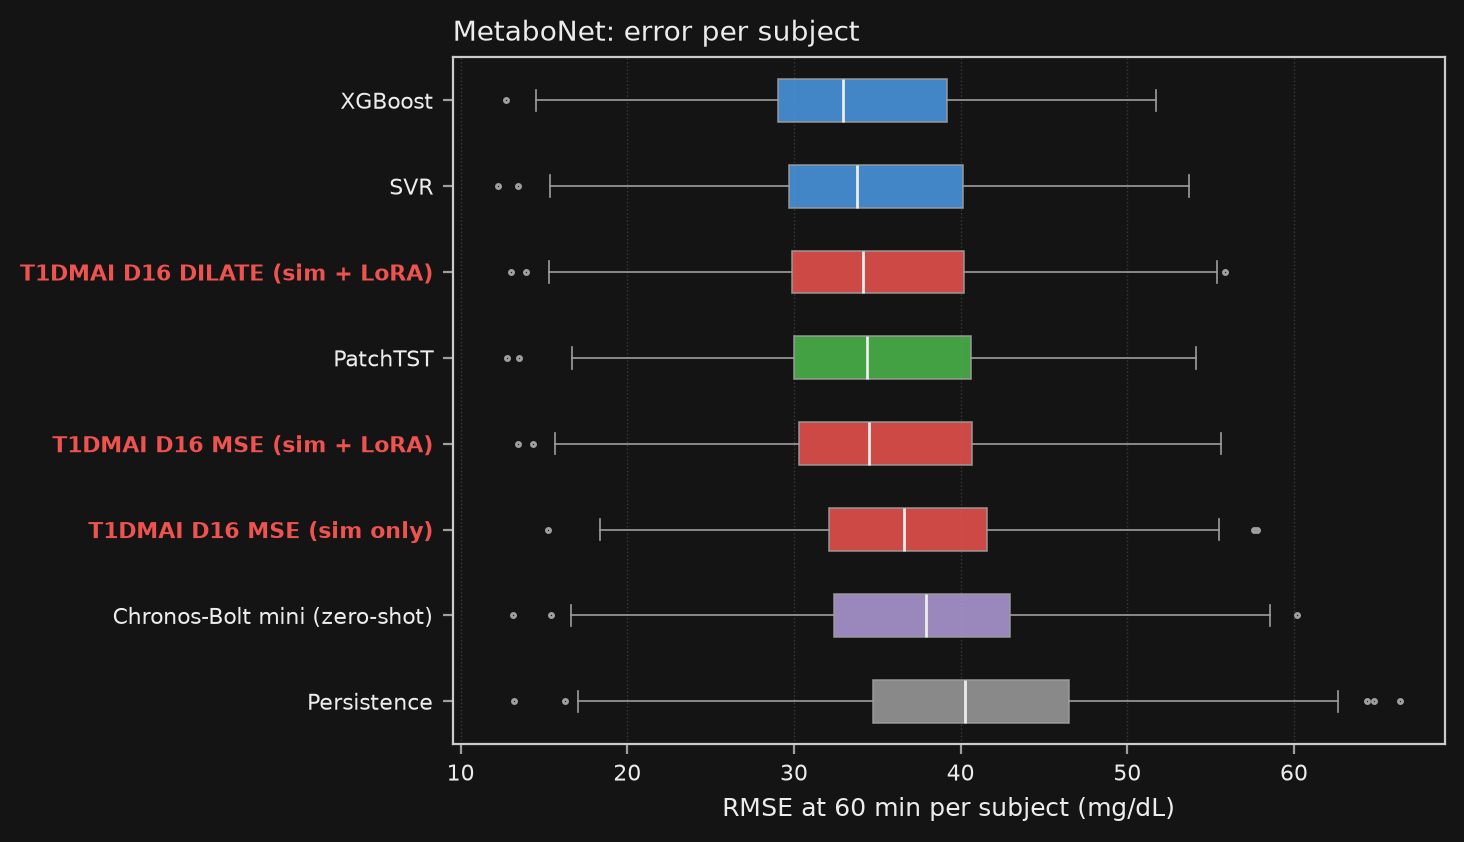 MetaboNet: error per subject
XGBoost
SVR
T1DMAI D16 DILATE (sim + LoRA)
PatchTST
T1DMAI D16 MSE (sim + LoRA)
T1DMAI D16 MSE (sim only)
Chronos-Bolt mini (zero-shot)
Persistence
10 20 30 40 50 60
RMSE at 60 min per subject (mg/dL)